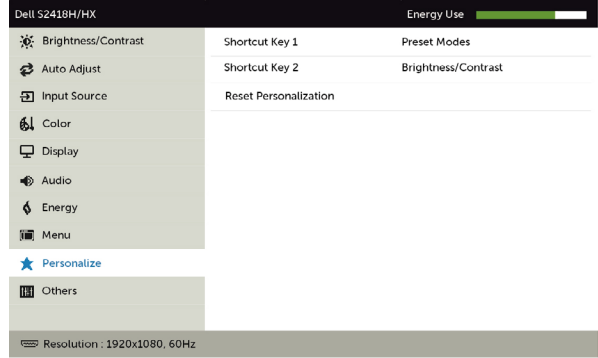 Dell S2418H/HX Energy Use
Brightness/Contrast
Auto Adjust
Input Source
Color
Display
Audio
Energy
Menu
Personalize
Others
Shortcut Key 1 Preset Modes
Shortcut Key 2 Brightness/Contrast
Reset Personalization
Resolution : 1920x1080, 60Hz